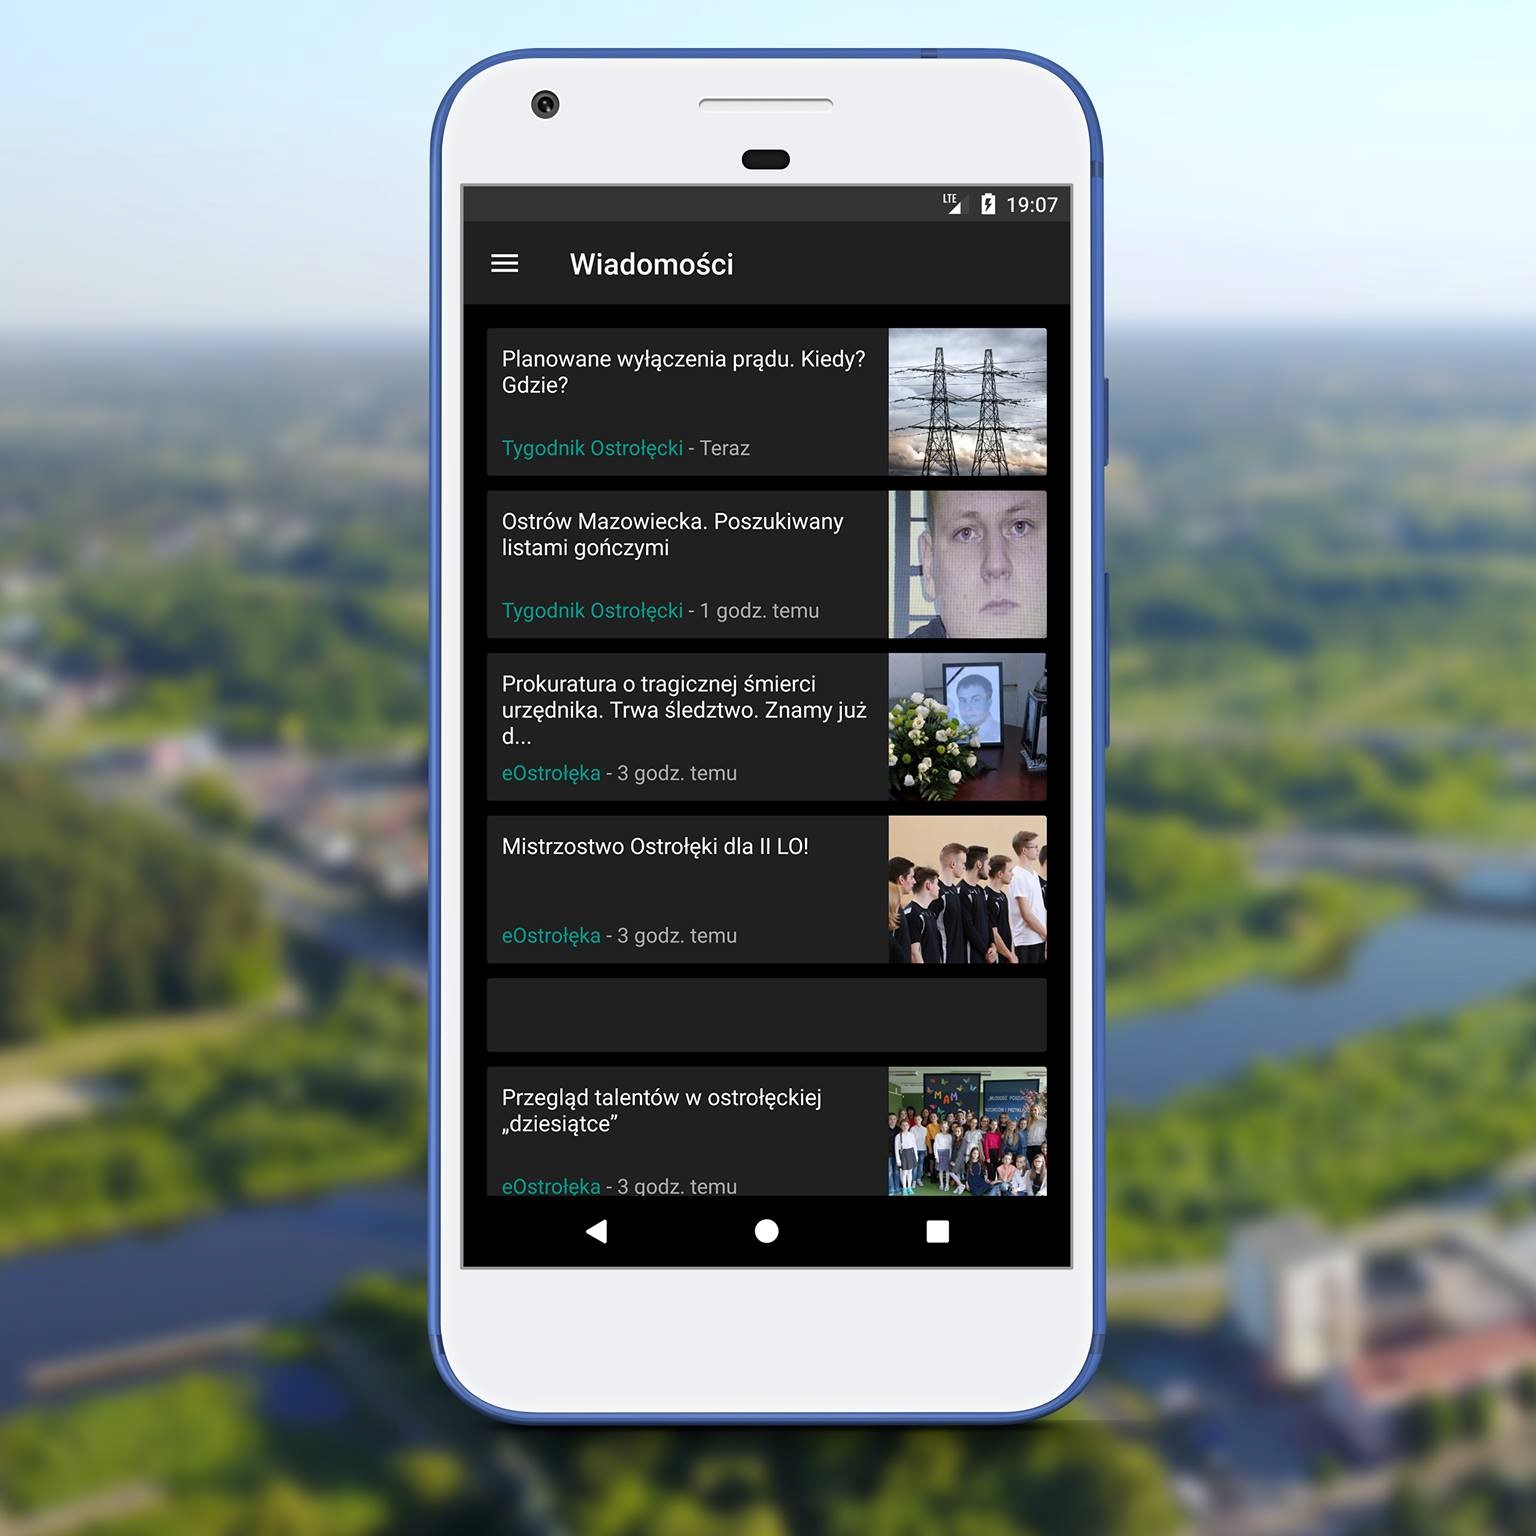 LTE
19:07
Wiadomości
Planowane wyłączenia prądu. Kiedy?
Gdzie?
Tygodnik Ostrołęcki - Teraz
Ostrów Mazowiecka. Poszukiwany
listami gończymi
Tygodnik Ostrołęcki - 1 godz. temu
Prokuratura o tragicznej śmierci
urzędnika. Trwa śledztwo. Znamy już
d...
eOstrołęka - 3 godz. temu
Mistrzostwo Ostrołęki dla II LO!
eOstrołęka - 3 godz. temu
Przegląd talentów w ostrołęckiej
„dziesiątce”
eOstrołęka - 3 godz. temu
MAM